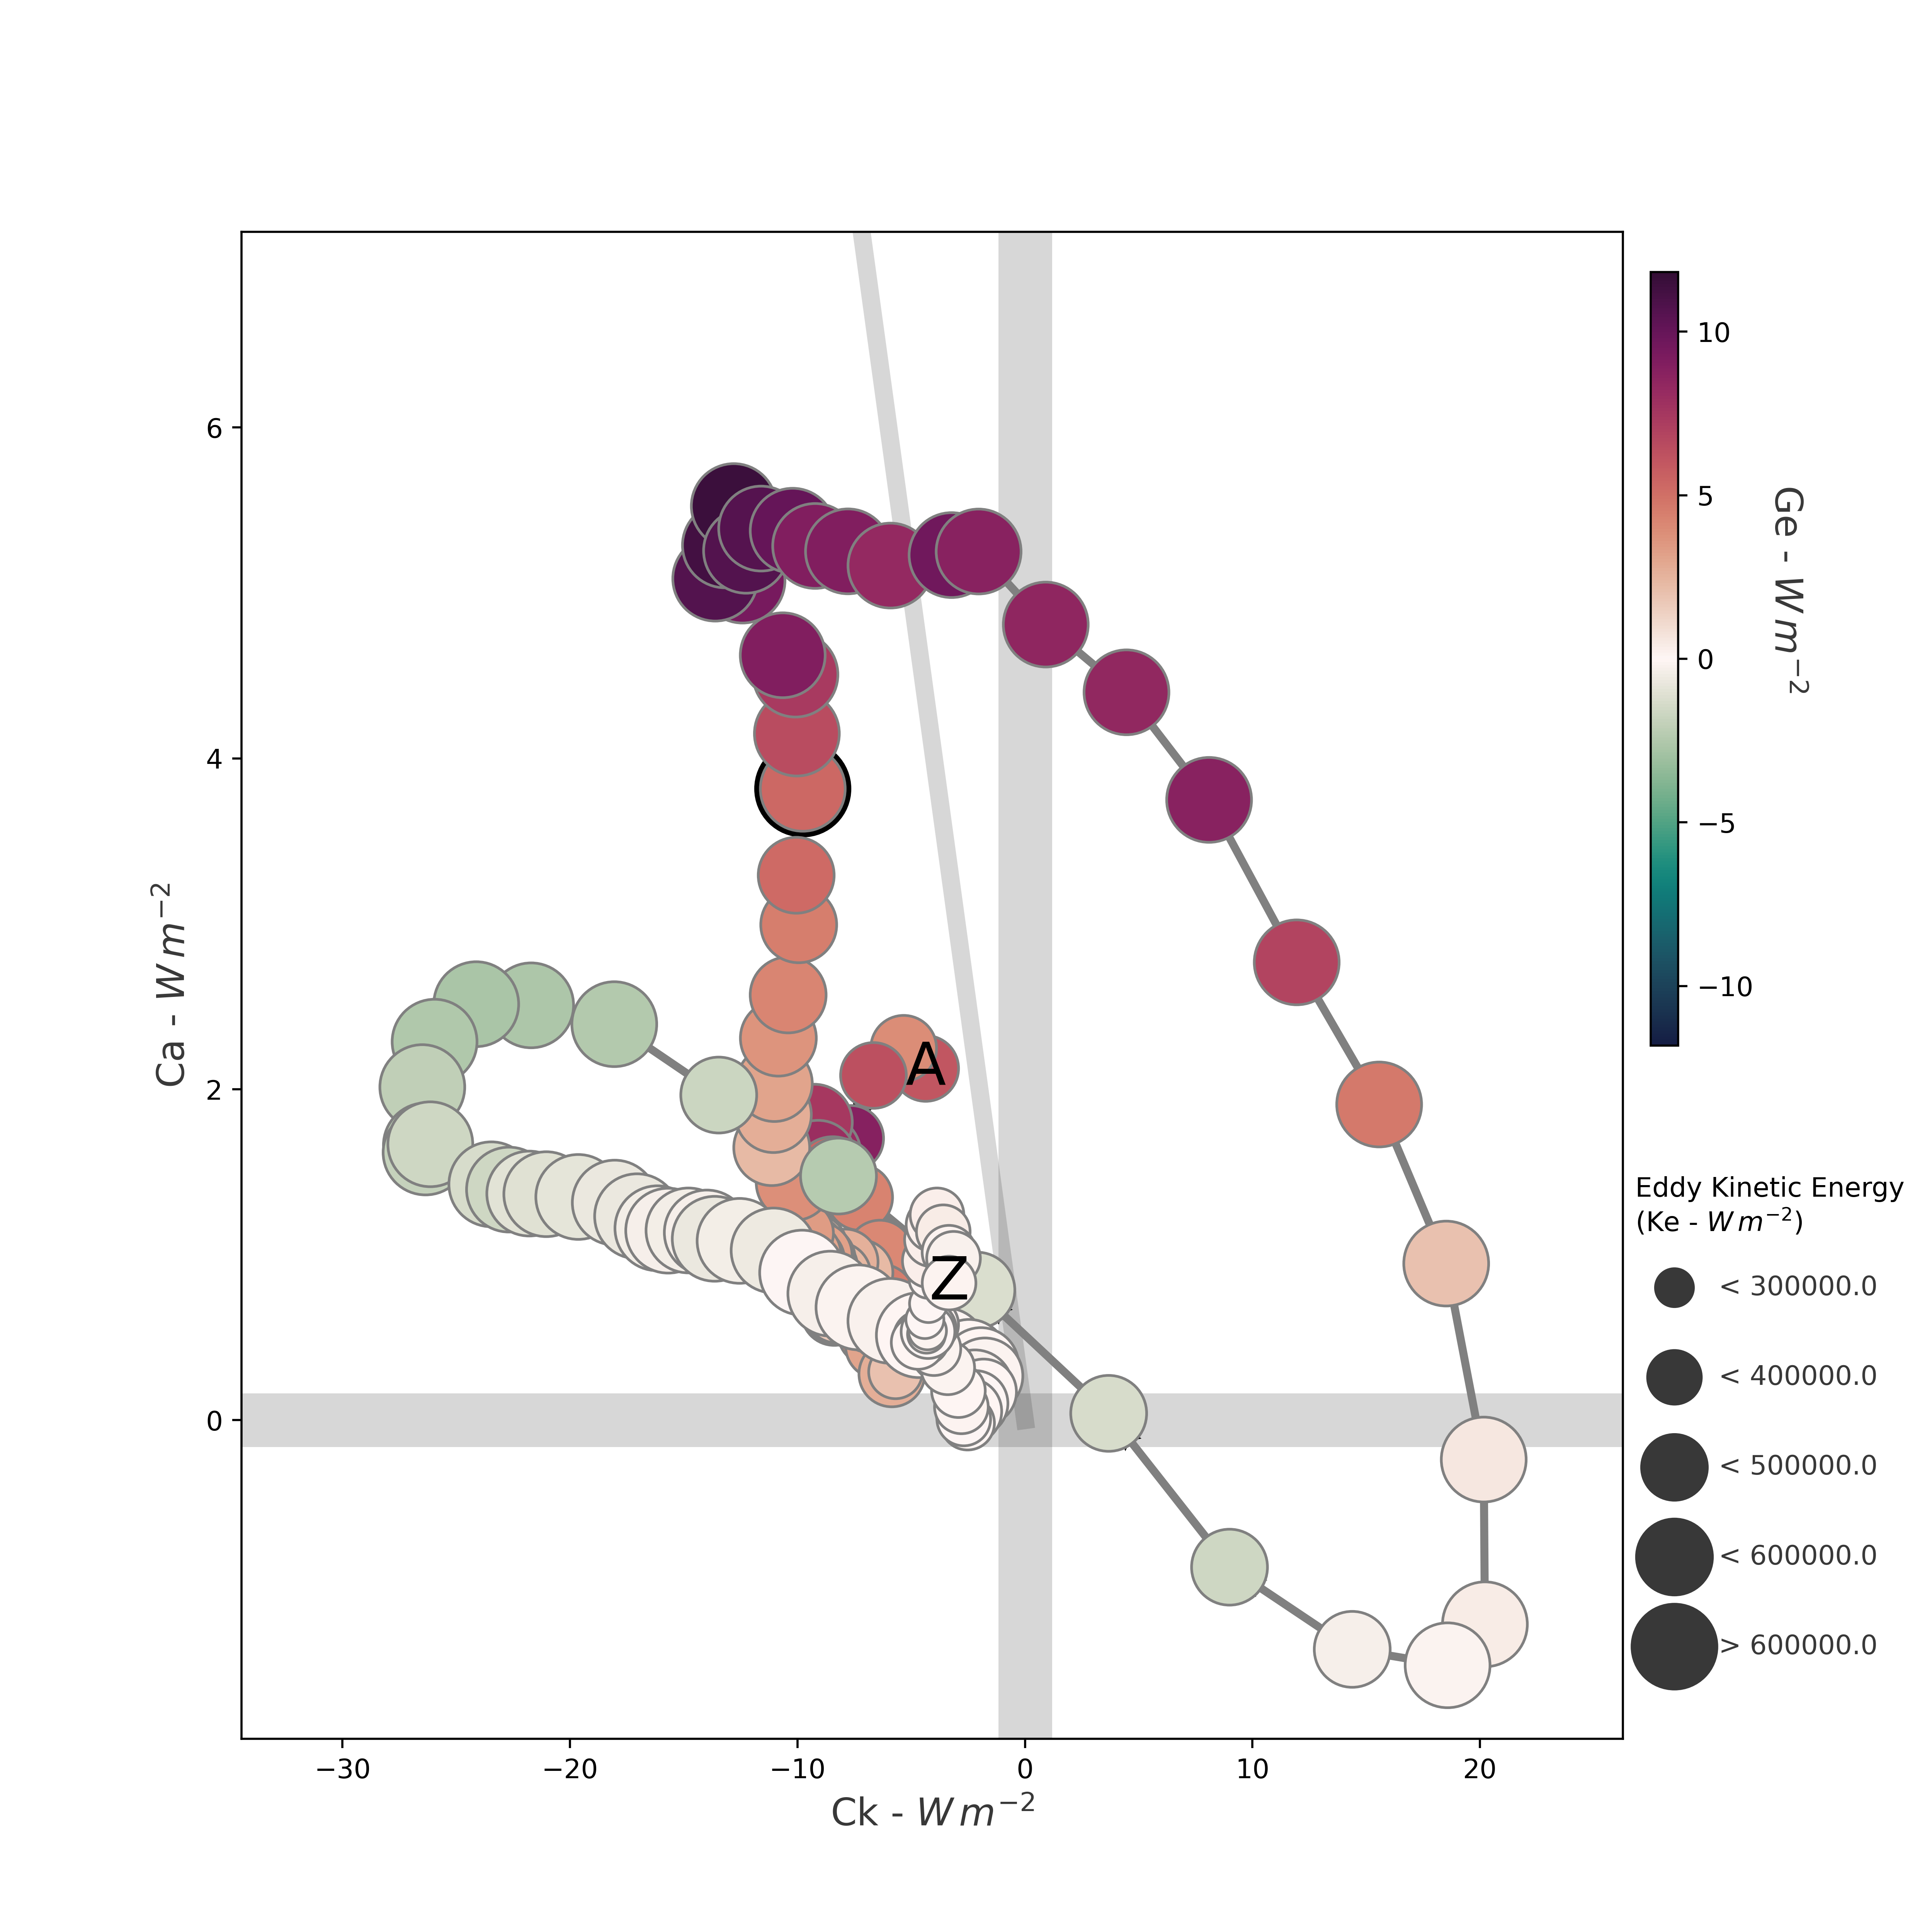 6
4
2
0
Ca - W m⁻²
−30
−20
−10
0
10
20
Ck - W m⁻²
A
Z
10
5
0
−5
−10
Ge - W m⁻²
Eddy Kinetic Energy
(Ke - W m⁻²)
< 300000.0
< 400000.0
< 500000.0
< 600000.0
> 600000.0